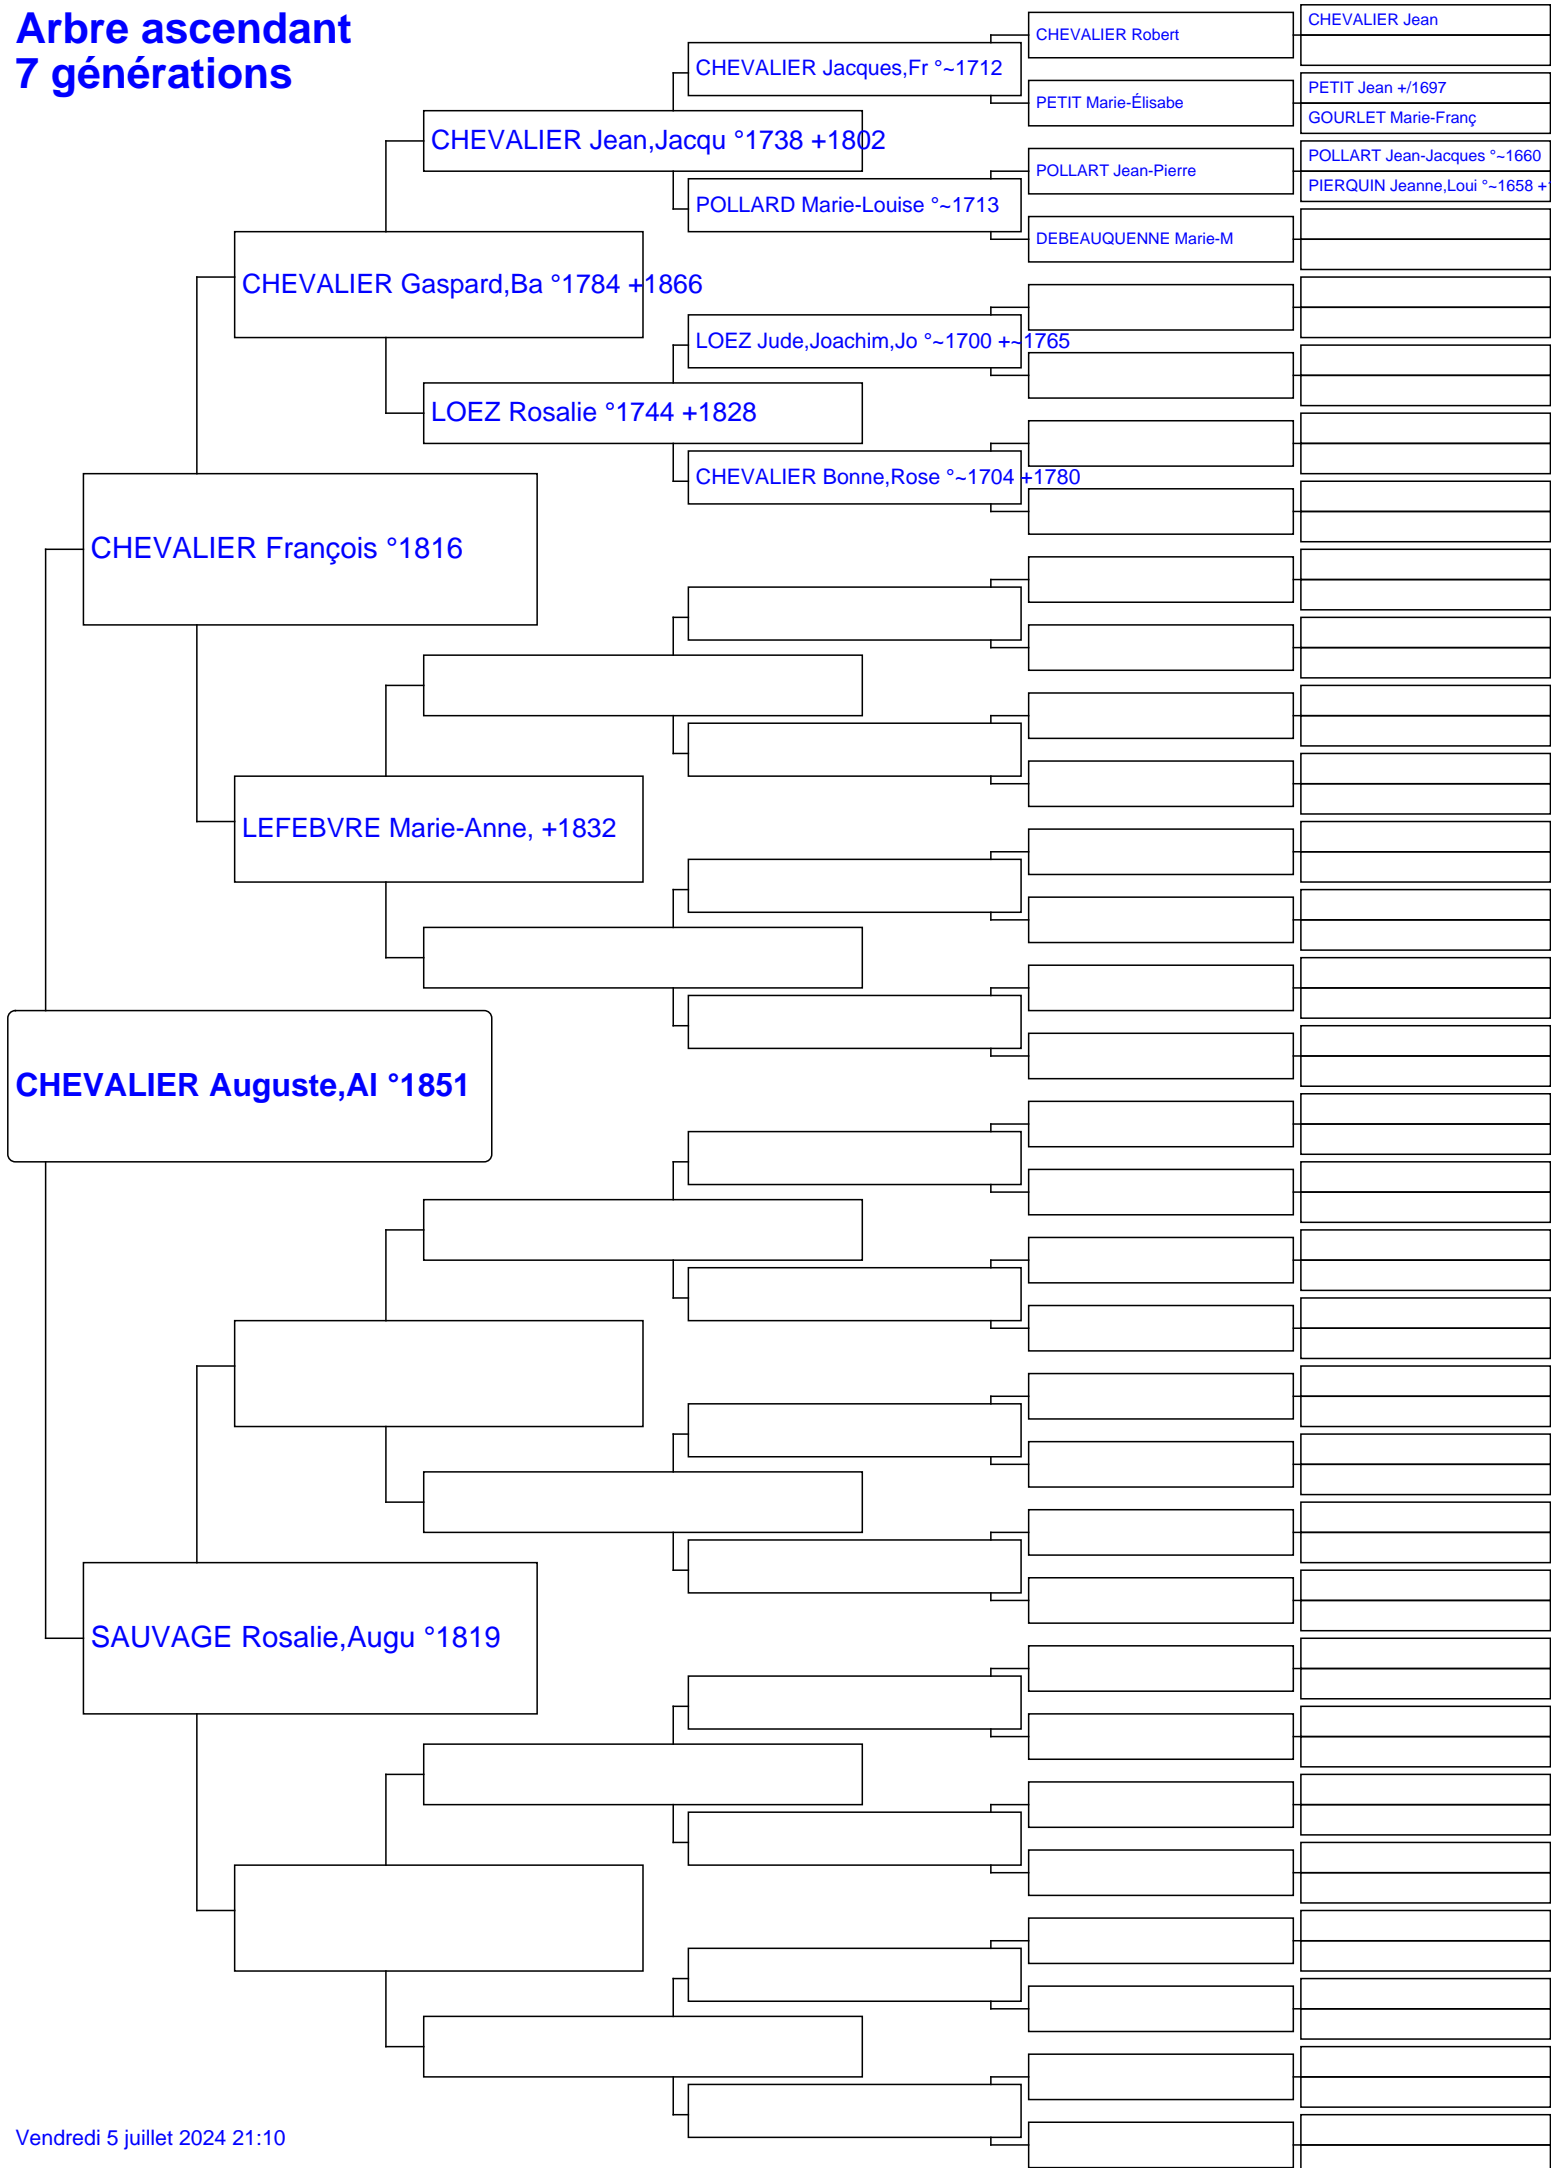 Arbre ascendant
7 générations
CHEVALIER Jean
CHEVALIER Robert
CHEVALIER Jacques,Fr °~1712
PETIT Jean +/1697
PETIT Marie-Élisabe
GOURLET Marie-Franç
CHEVALIER Jean,Jacqu °1738 +1802
POLLART Jean-Jacques °~1660
POLLART Jean-Pierre
PIERQUIN Jeanne,Loui °~1658 +
POLLARD Marie-Louise °~1713
DEBEAUQUENNE Marie-M
CHEVALIER Gaspard,Ba °1784 +1866
LOEZ Jude,Joachim,Jo °~1700 +~1765
LOEZ Rosalie °1744 +1828
CHEVALIER Bonne,Rose °~1704 +1780
CHEVALIER François °1816
LEFEBVRE Marie-Anne, +1832
CHEVALIER Auguste,Al °1851
SAUVAGE Rosalie,Augu °1819
Vendredi 5 juillet 2024 21:10